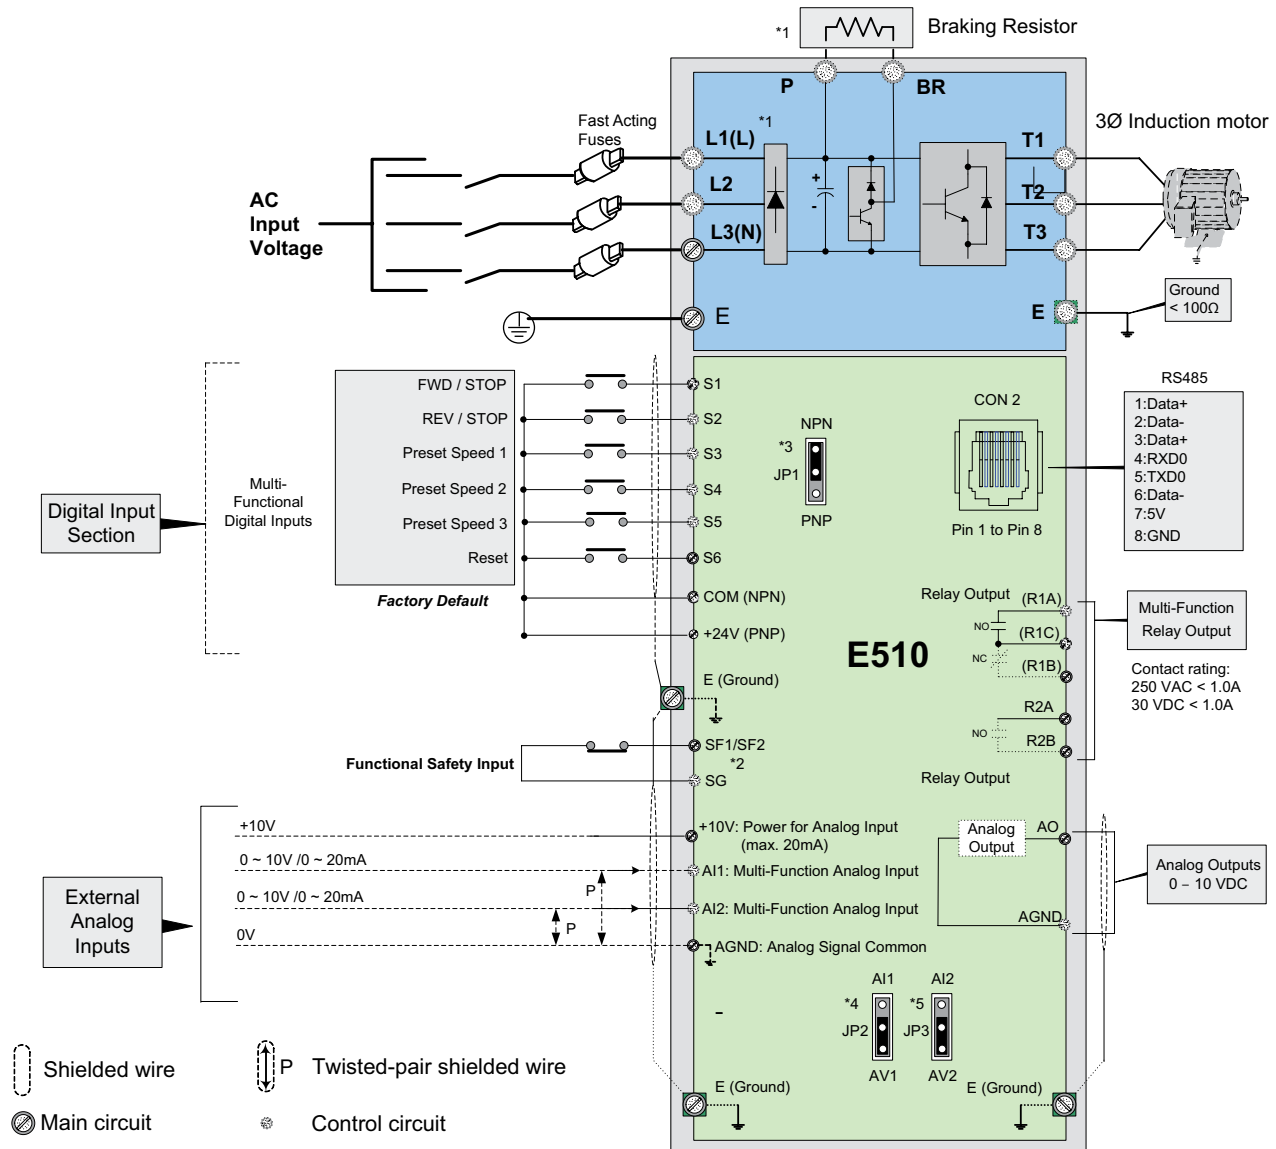 *1
Braking Resistor
P
BR
Fast Acting
Fuses
L1(L)
*1
T1
3Ø Induction motor
L2
T2
AC
Input
Voltage
L3(N)
T3
+
-
E
E
Ground
< 100Ω
FWD / STOP
S1
REV / STOP
S2
Preset Speed 1
S3
Preset Speed 2
S4
Preset Speed 3
S5
Reset
S6
Factory Default
COM (NPN)
+24V (PNP)
Multi-
Functional
Digital Inputs
Digital Input
Section
NPN
*3
JP1
PNP
CON 2
Pin 1 to Pin 8
RS485
1:Data+
2:Data-
3:Data+
4:RXD0
5:TXD0
6:Data-
7:5V
8:GND
E510
Relay Output
(R1A)
NO
(R1C)
NC
(R1B)
R2A
NO
R2B
Relay Output
Multi-Function
Relay Output
Contact rating:
250 VAC < 1.0A
30 VDC < 1.0A
E (Ground)
Functional Safety Input
SF1/SF2
*2
SG
+10V
+10V: Power for Analog Input
(max. 20mA)
0 ~ 10V /0 ~ 20mA
AI1: Multi-Function Analog Input
P
0 ~ 10V /0 ~ 20mA
AI2: Multi-Function Analog Input
P
0V
AGND: Analog Signal Common
External
Analog
Inputs
Analog
Output
AO
AGND
Analog Outputs
0 – 10 VDC
-
AI1
AI2
*4
*5
JP2
JP3
AV1
AV2
E (Ground)
E (Ground)
Shielded wire
P
Twisted-pair shielded wire
Main circuit
Control circuit